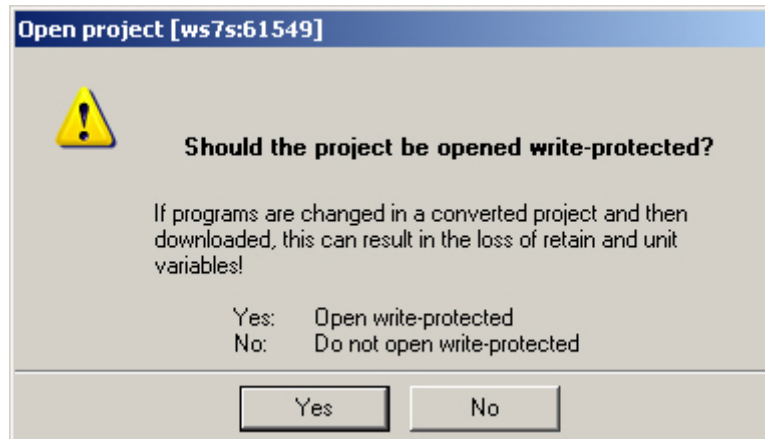 Open project [ws7s:61549]
Should the project be opened write-protected?
If programs are changed in a converted project and then
downloaded, this can result in the loss of retain and unit
variables!
Yes: Open write-protected
No: Do not open write-protected
Yes No